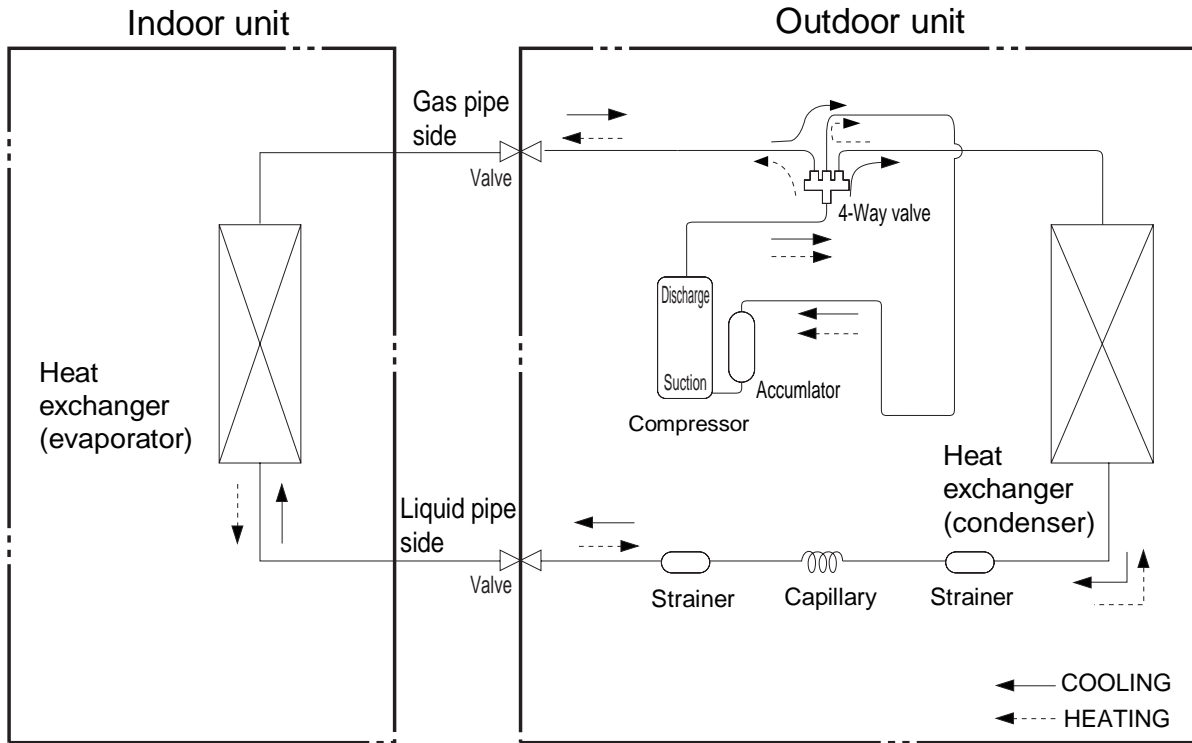 Indoor unit
Outdoor unit
Gas pipe
side
Valve
4-Way valve
Discharge
Suction
Accumlator
Compressor
Heat
exchanger
(evaporator)
Heat
exchanger
(condenser)
Liquid pipe
side
Valve
Strainer
Capillary
Strainer
COOLING
HEATING